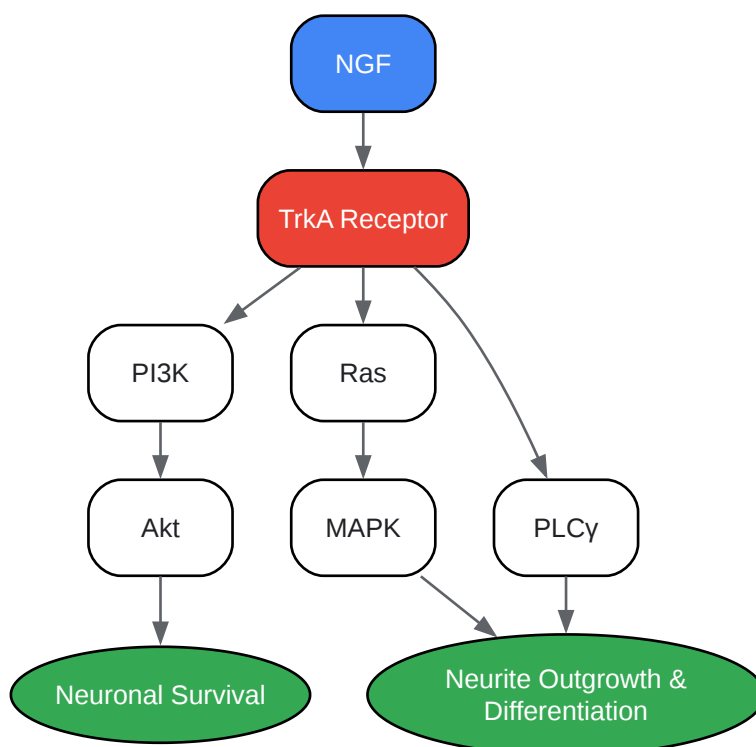 NGF
TrkA Receptor
PI3K
Ras
Akt
MAPK
PLCγ
Neuronal Survival
Neurite Outgrowth &
Differentiation